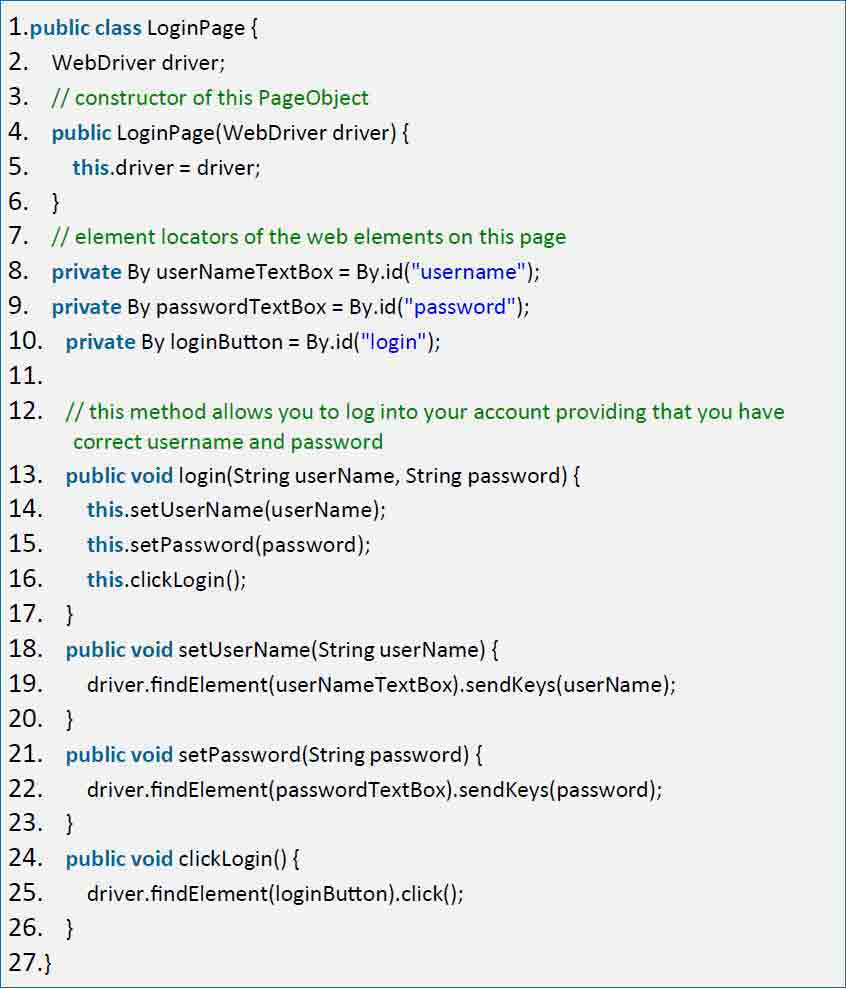 1.public class LoginPage {
2. WebDriver driver;
3. // constructor of this PageObject
4. public LoginPage(WebDriver driver) {
5. this.driver = driver;
6. }
7. // element locators of the web elements on this page
8. private By userNameTextBox = By.id("username");
9. private By passwordTextBox = By.id("password");
10. private By loginButton = By.id("login");
11.
12. // this method allows you to log into your account providing that you have
correct username and password
13. public void login(String userName, String password) {
14. this.setUserName(userName);
15. this.setPassword(password);
16. this.clickLogin();
17. }
18. public void setUserName(String userName) {
19. driver.findElement(userNameTextBox).sendKeys(userName);
20. }
21. public void setPassword(String password) {
22. driver.findElement(passwordTextBox).sendKeys(password);
23. }
24. public void clickLogin() {
25. driver.findElement(loginButton).click();
26. }
27.}